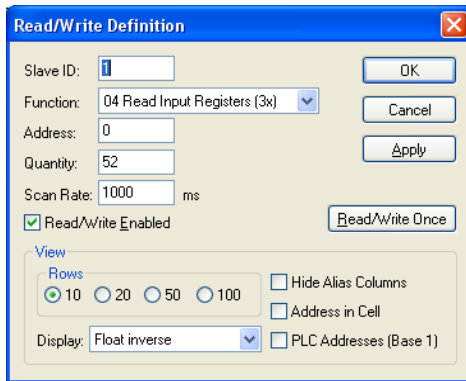 Read/Write Definition
Slave ID: 1
OK
Function: 04 Read Input Registers (3x)
Cancel
Address: 0
Apply
Quantity: 52
Scan Rate: 1000 ms
Read/Write Enabled
Read/Write Once
View
Rows
10 20 50 100
Hide Alias Columns
Address in Cell
Display: Float inverse
PLC Addresses (Base 1)